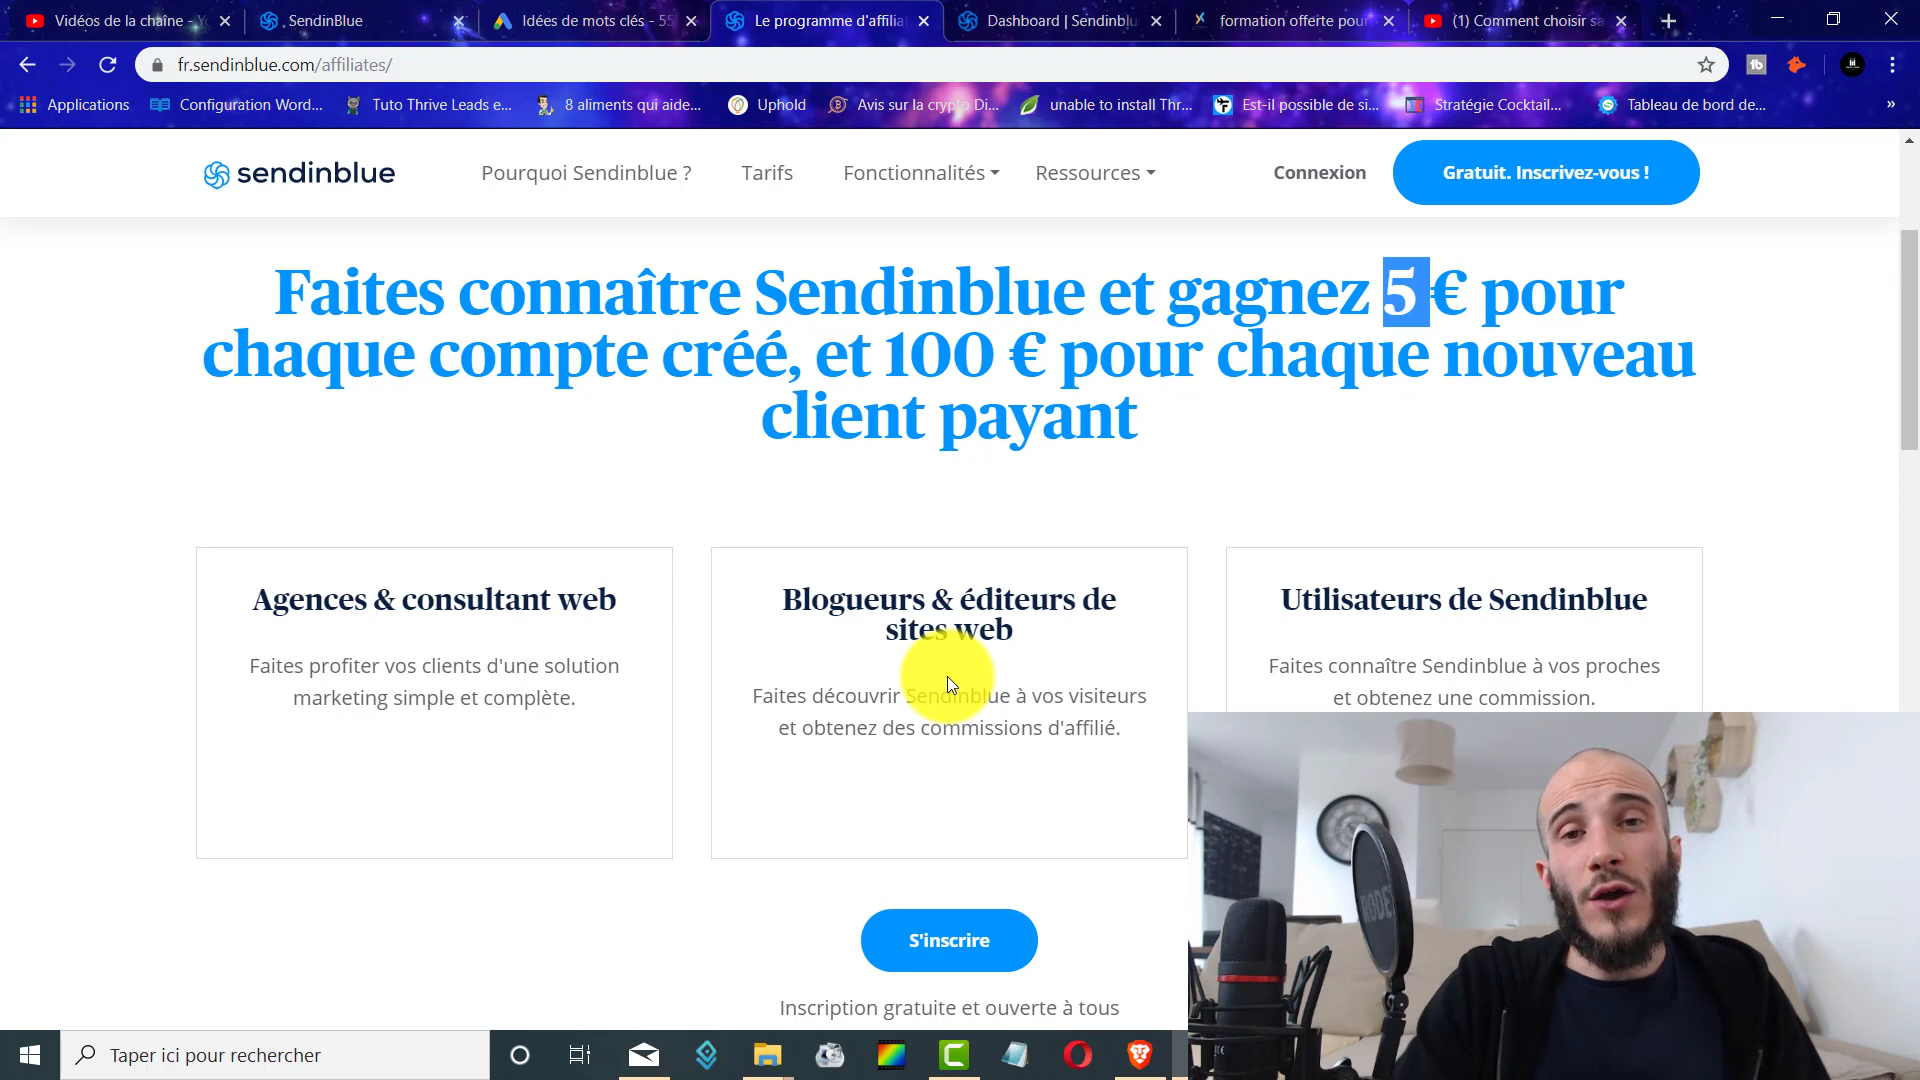 Vidéos de la chaîne - Y
SendinBlue
Idées de mots clés - 55
Le programme d'affilia
Dashboard | Sendinblu
formation offerte pour
(1) Comment choisir sa
fr.sendinblue.com/affiliates/
Applications
Configuration Word...
Tuto Thrive Leads e...
8 aliments qui aide...
Uphold
Avis sur la crypto Di...
unable to install Thr...
Est-il possible de si...
Stratégie Cocktail...
Tableau de bord de...
»
sendinblue
Pourquoi Sendinblue ?
Tarifs
Fonctionnalités
Ressources
Connexion
Gratuit. Inscrivez-vous !
Faites connaître Sendinblue et gagnez 5 € pour
chaque compte créé, et 100 € pour chaque nouveau
client payant
Agences & consultant web
Faites profiter vos clients d'une solution
marketing simple et complète.
Blogueurs & éditeurs de
sites web
Faites découvrir Sendinblue à vos visiteurs
et obtenez des commissions d'affilié.
Utilisateurs de Sendinblue
Faites connaître Sendinblue à vos proches
et obtenez une commission.
S'inscrire
Inscription gratuite et ouverte à tous
RODE
Taper ici pour rechercher